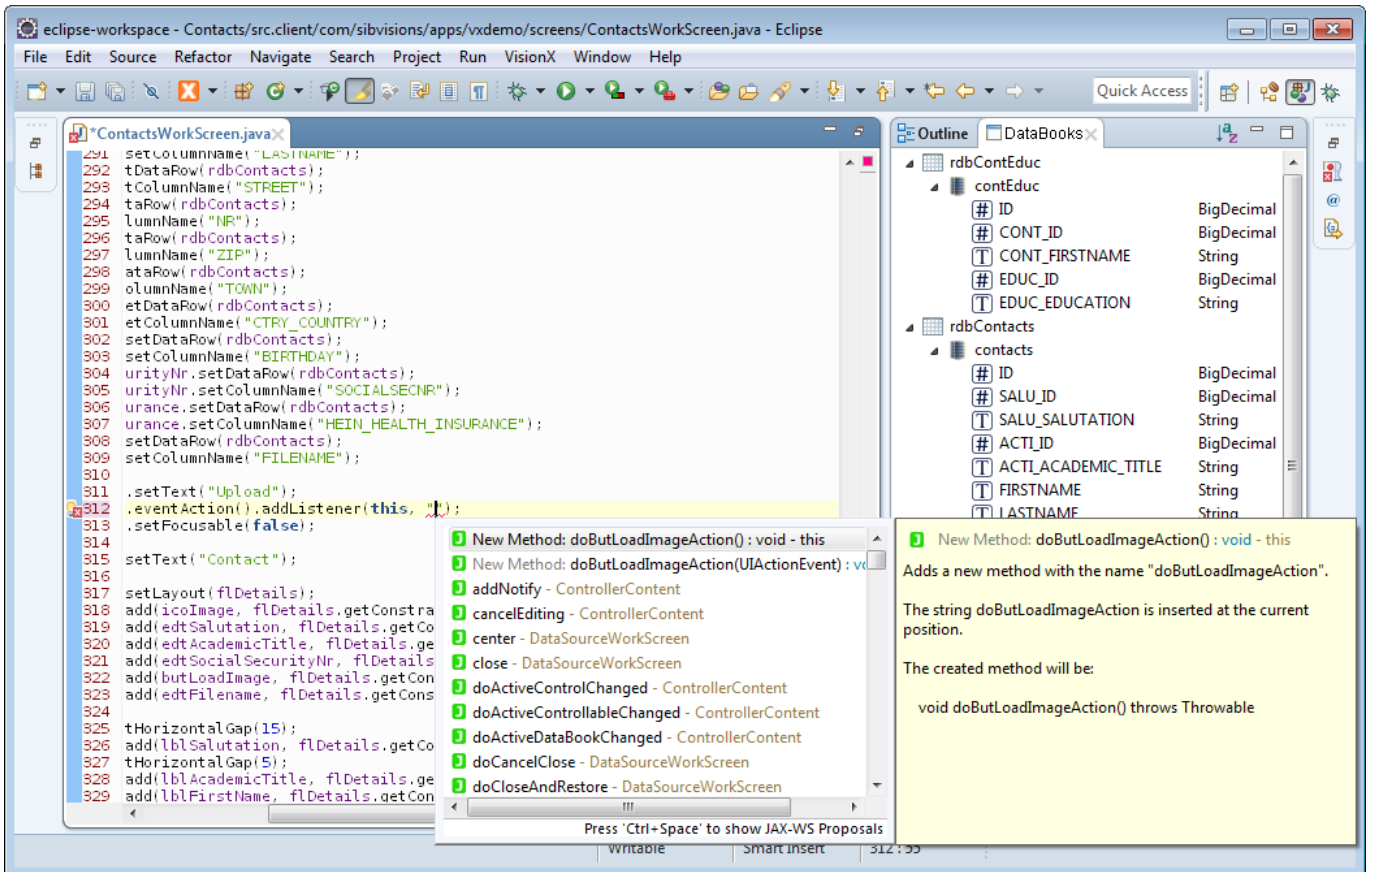 eclipse-workspace - Contacts/src.client/com/sibvisions/apps/vxdemo/screens/ContactsWorkScreen.java - Eclipse
File Edit Source Refactor Navigate Search Project Run VisionX Window Help
Quick Access
*ContactsWorkScreen.java
291 setColumnName("LASTNAME");
292 tDataRow(rdbContacts);
293 tColumnName("STREET");
294 taRow(rdbContacts);
295 lumnName("NR");
296 taRow(rdbContacts);
297 lumnName("ZIP");
298 ataRow(rdbContacts);
299 olumnName("TOWN");
300 etDataRow(rdbContacts);
301 etColumnName("CTRY_COUNTRY");
302 setDataRow(rdbContacts);
303 setColumnName("BIRTHDAY");
304 urityNr.setDataRow(rdbContacts);
305 urityNr.setColumnName("SOCIALSECNR");
306 urance.setDataRow(rdbContacts);
307 urance.setColumnName("HEIN_HEALTH_INSURANCE");
308 setDataRow(rdbContacts);
309 setColumnName("FILENAME");
310
311 .setText("Upload");
312 .eventAction().addListener(this, "");
313 .setFocusable(false);
314
315 setText("Contact");
316
317 setLayout(flDetails);
318 add(icoImage, flDetails.getConstra
319 add(edtSalutation, flDetails.getCo
320 add(edtAcademicTitle, flDetails.ge
321 add(edtSocialSecurityNr, flDetails
322 add(butLoadImage, flDetails.getCon
323 add(edtFilename, flDetails.getCons
324
325 tHorizontalGap(15);
326 add(lblSalutation, flDetails.getCo
327 tHorizontalGap(5);
328 add(lblAcademicTitle, flDetails.ge
329 add(lblFirstName, flDetails.getCon
Outline DataBooks
rdbContEduc
contEduc
# ID BigDecimal
# CONT_ID BigDecimal
T CONT_FIRSTNAME String
# EDUC_ID BigDecimal
T EDUC_EDUCATION String
rdbContacts
contacts
# ID BigDecimal
# SALU_ID BigDecimal
T SALU_SALUTATION String
# ACTI_ID BigDecimal
T ACTI_ACADEMIC_TITLE String
T FIRSTNAME String
T LASTNAME String
New Method: doButLoadImageAction() : void - this
New Method: doButLoadImageAction(UIActionEvent) : vo
addNotify - ControllerContent
cancelEditing - ControllerContent
center - DataSourceWorkScreen
close - DataSourceWorkScreen
doActiveControlChanged - ControllerContent
doActiveControllableChanged - ControllerContent
doActiveDataBookChanged - ControllerContent
doCancelClose - DataSourceWorkScreen
doCloseAndRestore - DataSourceWorkScreen
Press 'Ctrl+Space' to show JAX-WS Proposals
New Method: doButLoadImageAction() : void - this
Adds a new method with the name "doButLoadImageAction".
The string doButLoadImageAction is inserted at the current
position.
The created method will be:
void doButLoadImageAction() throws Throwable
Writable Smart Insert 312 : 55